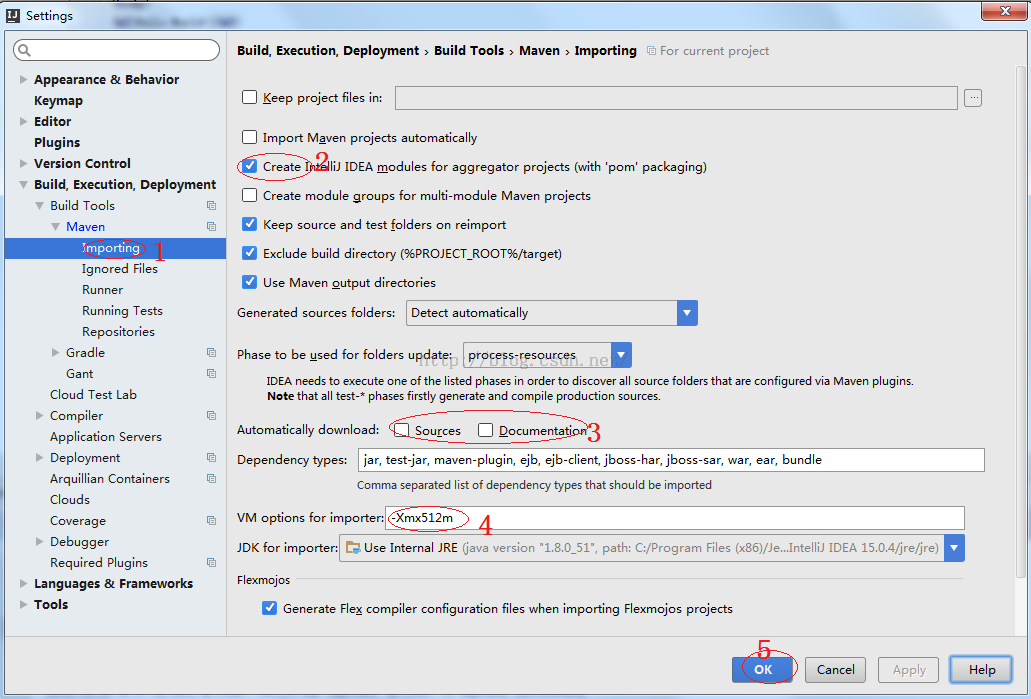 Settings
Build, Execution, Deployment › Build Tools › Maven › Importing For current project
Appearance & Behavior
Keymap
Editor
Plugins
Version Control
Build, Execution, Deployment
Build Tools
Maven
Importing 1
Ignored Files
Runner
Running Tests
Repositories
Gradle
Gant
Cloud Test Lab
Compiler
Application Servers
Deployment
Arquillian Containers
Clouds
Coverage
Debugger
Required Plugins
Languages & Frameworks
Tools
Keep project files in: ...
Import Maven projects automatically
Create IntelliJ IDEA modules for aggregator projects (with 'pom' packaging) 2
Create module groups for multi-module Maven projects
Keep source and test folders on reimport
Exclude build directory (%PROJECT_ROOT%/target)
Use Maven output directories
Generated sources folders: Detect automatically
Phase to be used for folders update: process-resources
http://blog.csdn.net/
IDEA needs to execute one of the listed phases in order to discover all source folders that are configured via Maven plugins.
Note that all test-* phases firstly generate and compile production sources.
Automatically download: Sources Documentation 3
Dependency types: jar, test-jar, maven-plugin, ejb, ejb-client, jboss-har, jboss-sar, war, ear, bundle
Comma separated list of dependency types that should be imported
VM options for importer: -Xmx512m 4
JDK for importer: Use Internal JRE (java version "1.8.0_51", path: C:/Program Files (x86)/Je...IntelliJ IDEA 15.0.4/jre/jre)
Flexmojos
Generate Flex compiler configuration files when importing Flexmojos projects
5
OK Cancel Apply Help